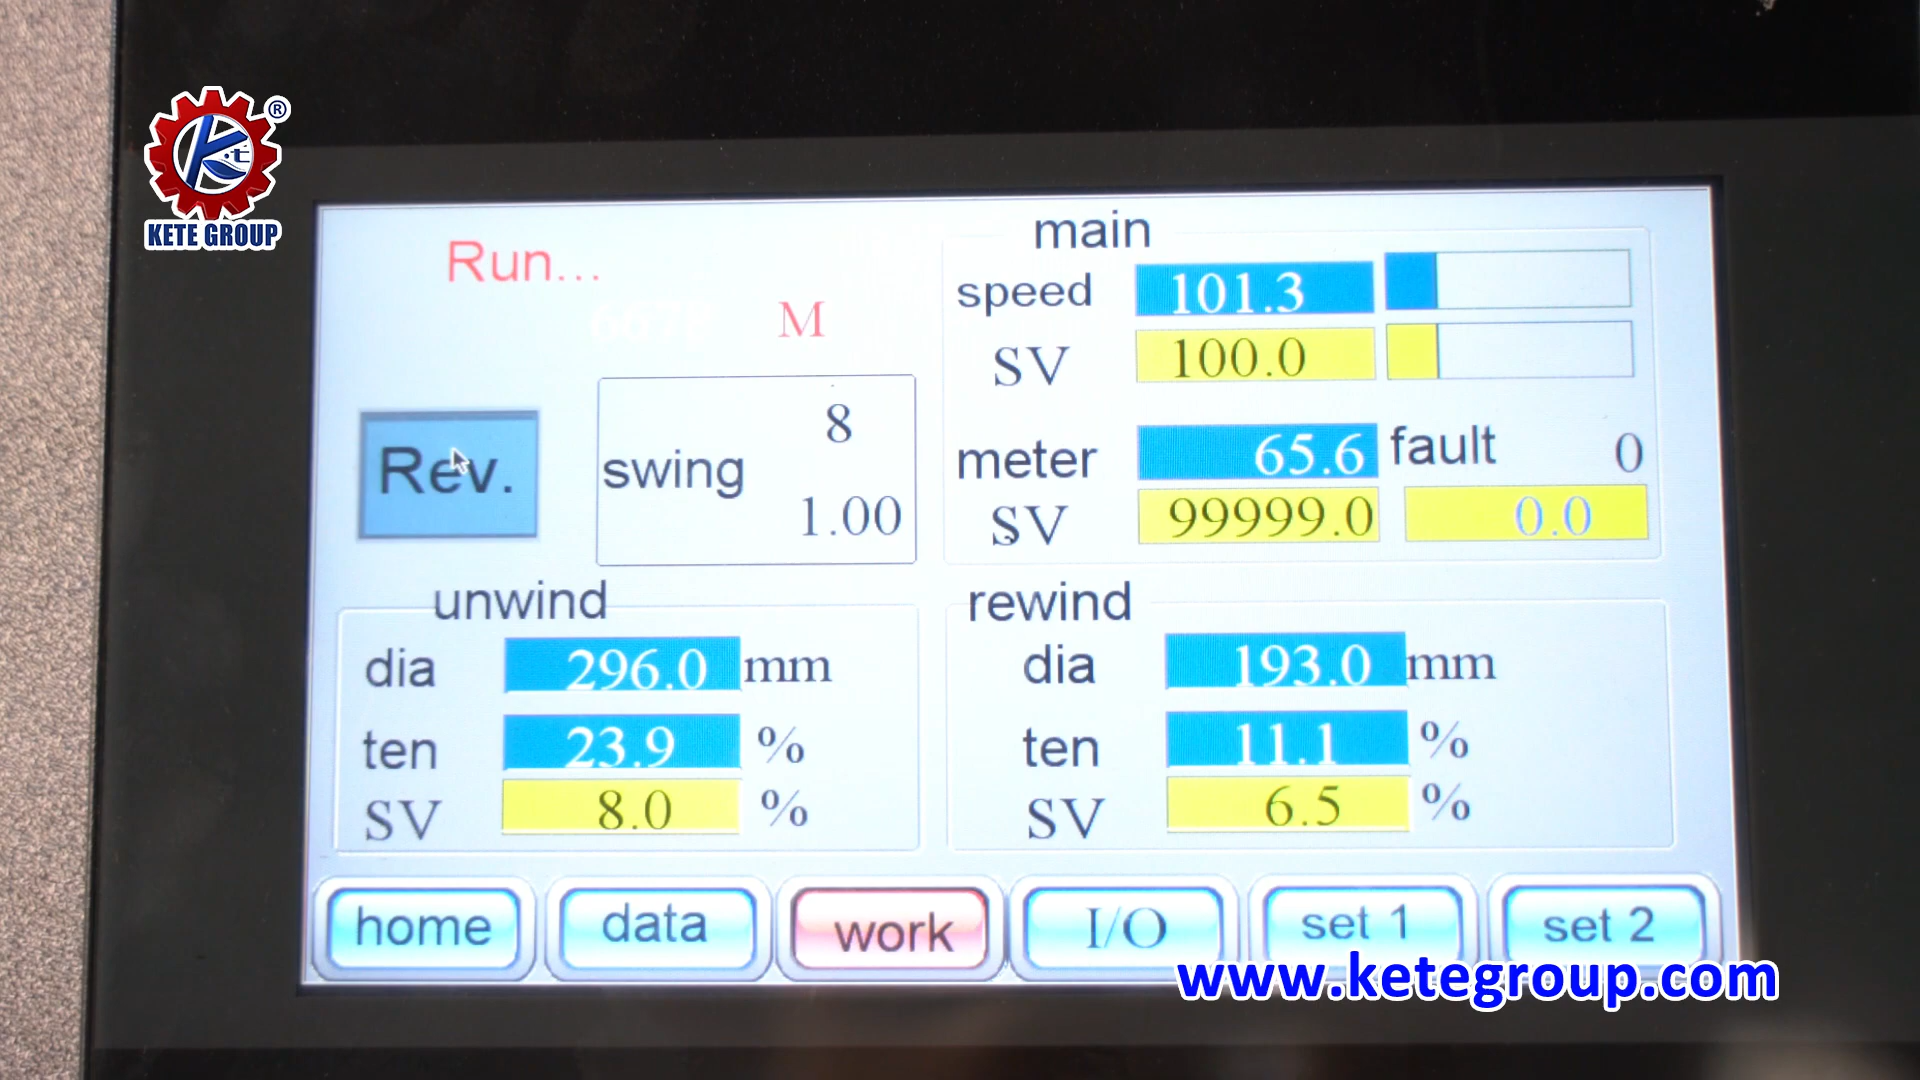 ®
K.t
KETE GROUP
Run...
M
Rev.
swing
8
1.00
main
speed 101.3
SV 100.0
meter 65.6 fault 0
SV 99999.0 0.0
unwind
dia 296.0 mm
ten 23.9 %
SV 8.0 %
rewind
dia 193.0 mm
ten 11.1 %
SV 6.5 %
home data work I/O set 1 set 2
www.ketegroup.com